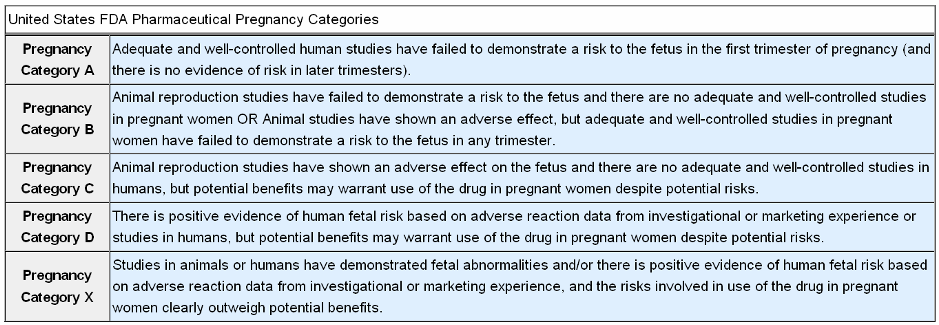 United States FDA Pharmaceutical Pregnancy Categories
Pregnancy
Category A
Adequate and well-controlled human studies have failed to demonstrate a risk to the fetus in the first trimester of pregnancy (and
there is no evidence of risk in later trimesters).
Pregnancy
Category B
Animal reproduction studies have failed to demonstrate a risk to the fetus and there are no adequate and well-controlled studies
in pregnant women OR Animal studies have shown an adverse effect, but adequate and well-controlled studies in pregnant
women have failed to demonstrate a risk to the fetus in any trimester.
Pregnancy
Category C
Animal reproduction studies have shown an adverse effect on the fetus and there are no adequate and well-controlled studies in
humans, but potential benefits may warrant use of the drug in pregnant women despite potential risks.
Pregnancy
Category D
There is positive evidence of human fetal risk based on adverse reaction data from investigational or marketing experience or
studies in humans, but potential benefits may warrant use of the drug in pregnant women despite potential risks.
Pregnancy
Category X
Studies in animals or humans have demonstrated fetal abnormalities and/or there is positive evidence of human fetal risk based
on adverse reaction data from investigational or marketing experience, and the risks involved in use of the drug in pregnant
women clearly outweigh potential benefits.